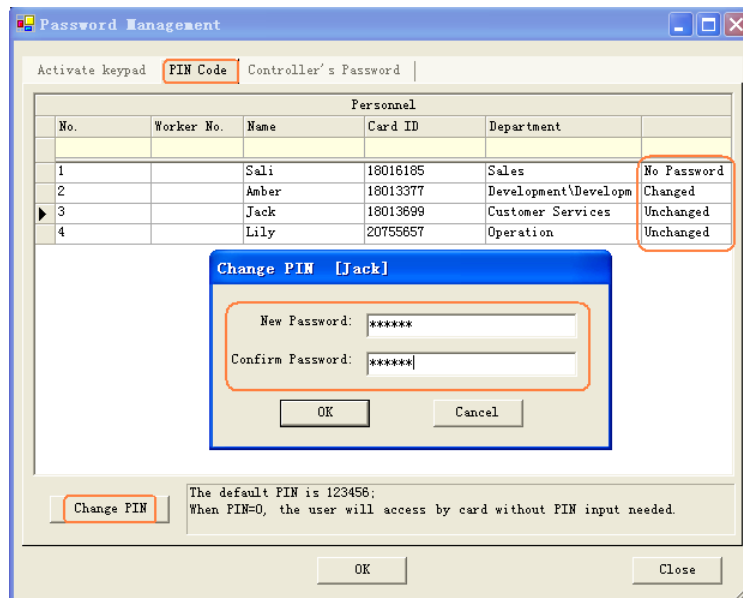 Password Management
Activate keypad PIN Code Controller's Password
Personnel
No. Worker No. Name Card ID Department
1 Sali 18016185 Sales No Password
2 Amber 18013377 Development\Developm Changed
3 Jack 18013699 Customer Services Unchanged
4 Lily 20755657 Operation Unchanged
Change PIN [Jack]
New Password: ******
Confirm Password: ******
OK Cancel
Change PIN
The default PIN is 123456;
When PIN=0, the user will access by card without PIN input needed.
OK Close